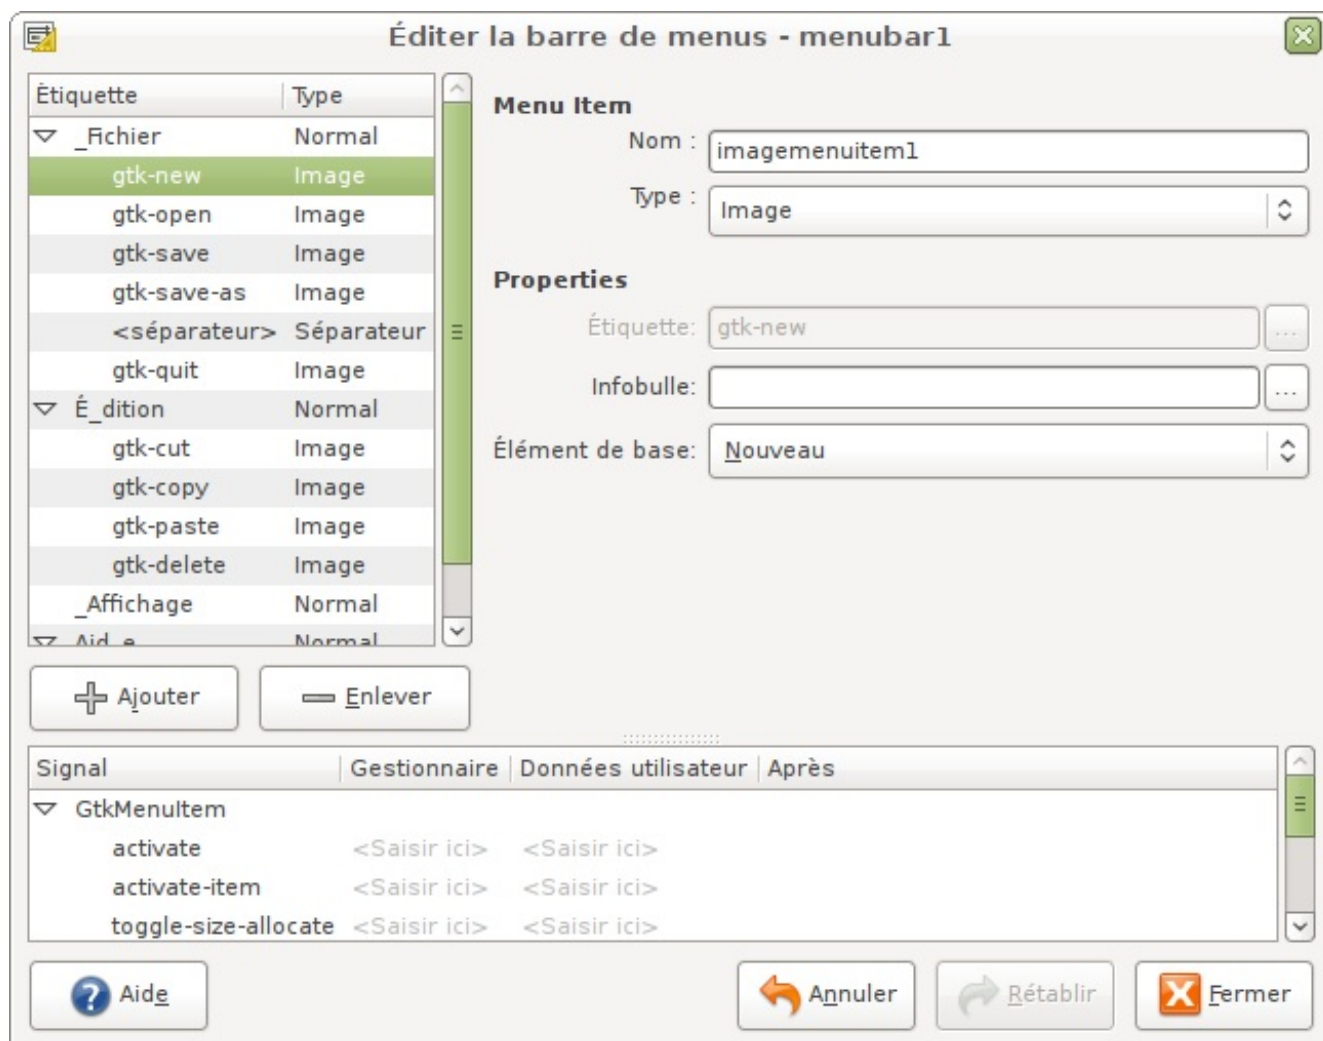 Éditer la barre de menus - menubar1
Étiquette Type
_Fichier Normal
gtk-new Image
gtk-open Image
gtk-save Image
gtk-save-as Image
<séparateur> Séparateur
gtk-quit Image
É_dition Normal
gtk-cut Image
gtk-copy Image
gtk-paste Image
gtk-delete Image
_Affichage Normal
Aid_e Normal
Ajouter Enlever
Menu Item
Nom : imagemenuitem1
Type : Image
Properties
Étiquette: gtk-new ...
Infobulle: ...
Élément de base: Nouveau
Signal Gestionnaire Données utilisateur Après
GtkMenuItem
activate <Saisir ici> <Saisir ici>
activate-item <Saisir ici> <Saisir ici>
toggle-size-allocate <Saisir ici> <Saisir ici>
Aide Annuler Rétablir Fermer